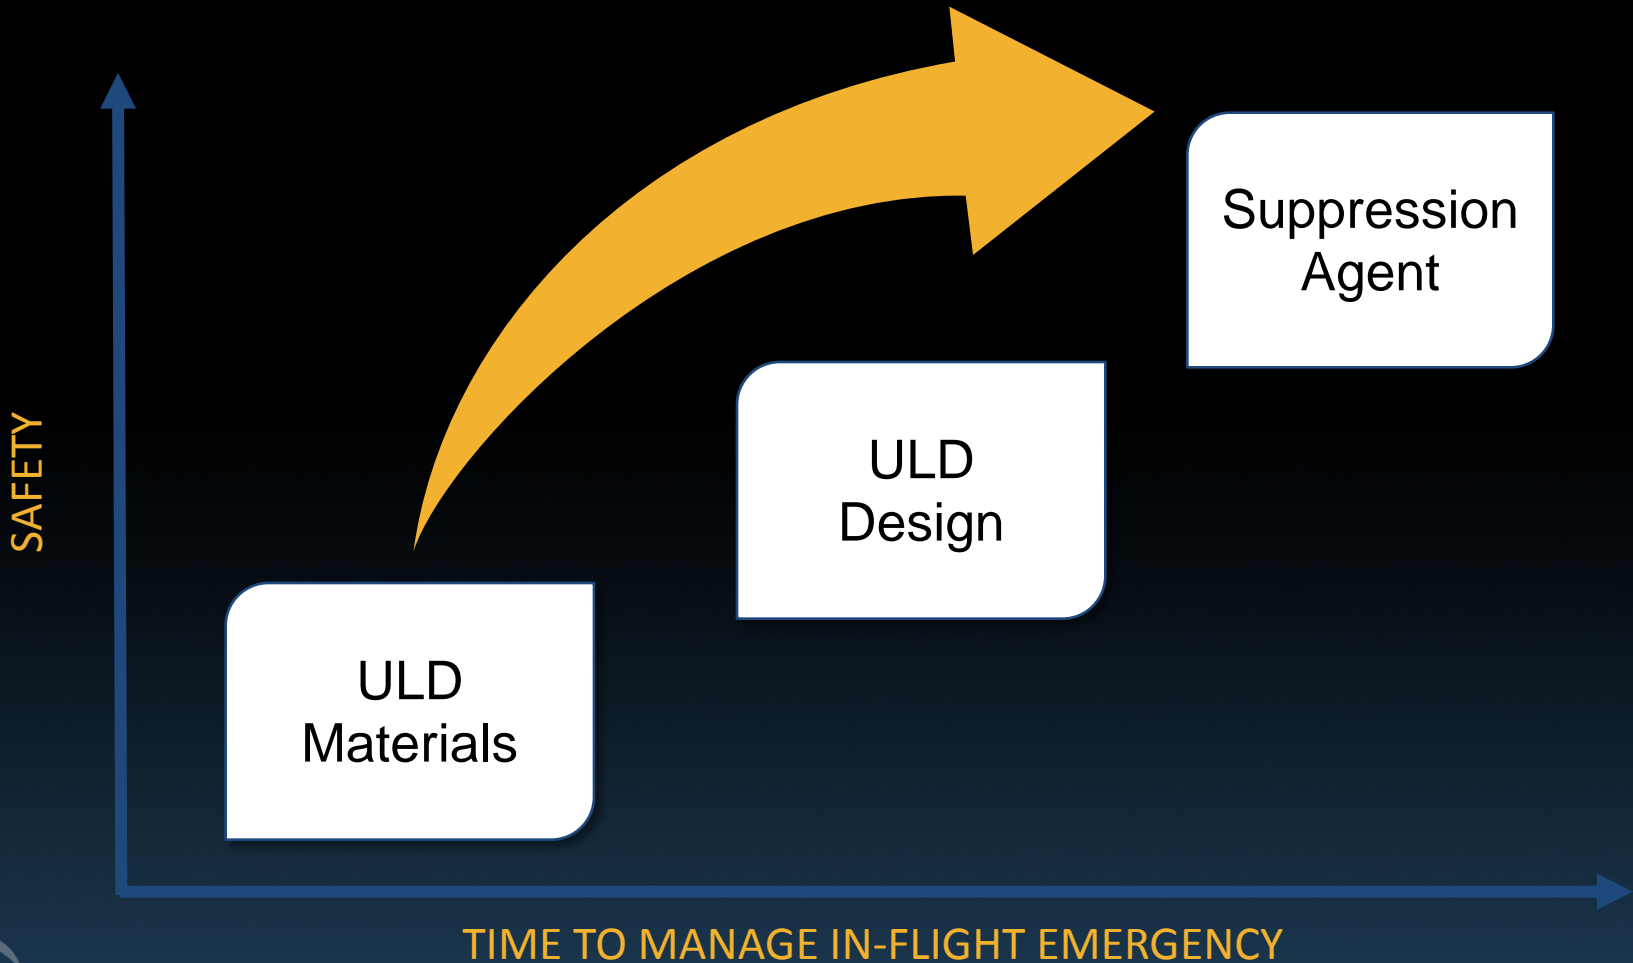 Suppression
Agent
ULD
Design
ULD
Materials
SAFETY
TIME TO MANAGE IN-FLIGHT EMERGENCY